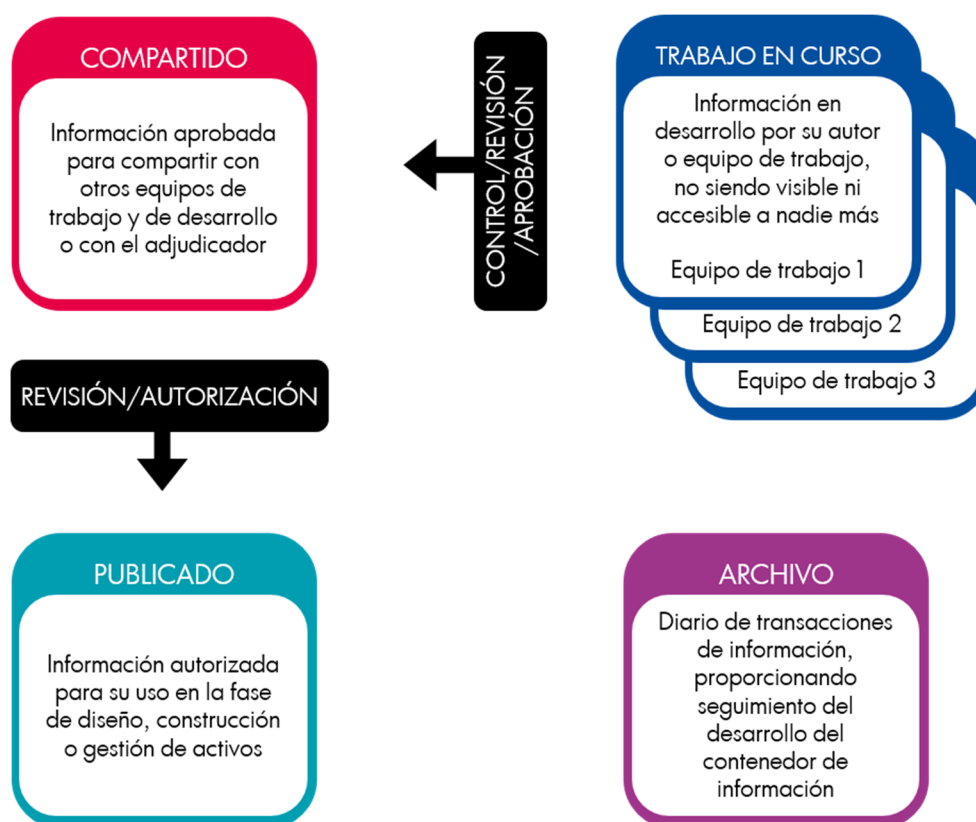 COMPARTIDO
Información aprobada
para compartir con
otros equipos de
trabajo y de desarrollo
o con el adjudicador
CONTROL/REVISIÓN
/APROBACIÓN
TRABAJO EN CURSO
Información en
desarrollo por su autor
o equipo de trabajo,
no siendo visible ni
accesible a nadie más
Equipo de trabajo 1
Equipo de trabajo 2
Equipo de trabajo 3
REVISIÓN/AUTORIZACIÓN
PUBLICADO
Información autorizada
para su uso en la fase
de diseño, construcción
o gestión de activos
ARCHIVO
Diario de transacciones
de información,
proporcionando
seguimiento del
desarrollo del
contenedor de
información